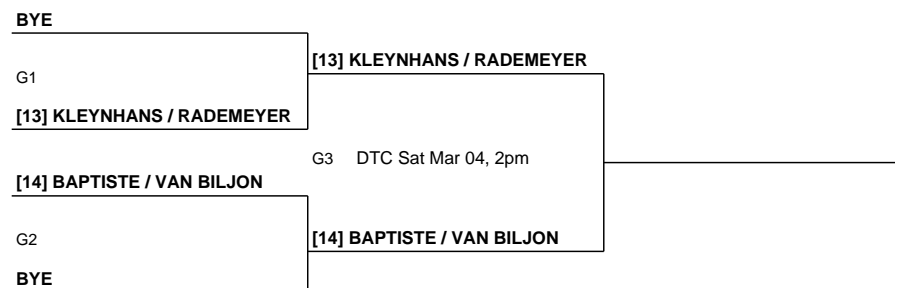 BYE
[13] KLEYNHANS / RADEMEYER
G1
[13] KLEYNHANS / RADEMEYER
G3 DTC Sat Mar 04, 2pm
[14] BAPTISTE / VAN BILJON
G2
[14] BAPTISTE / VAN BILJON
BYE